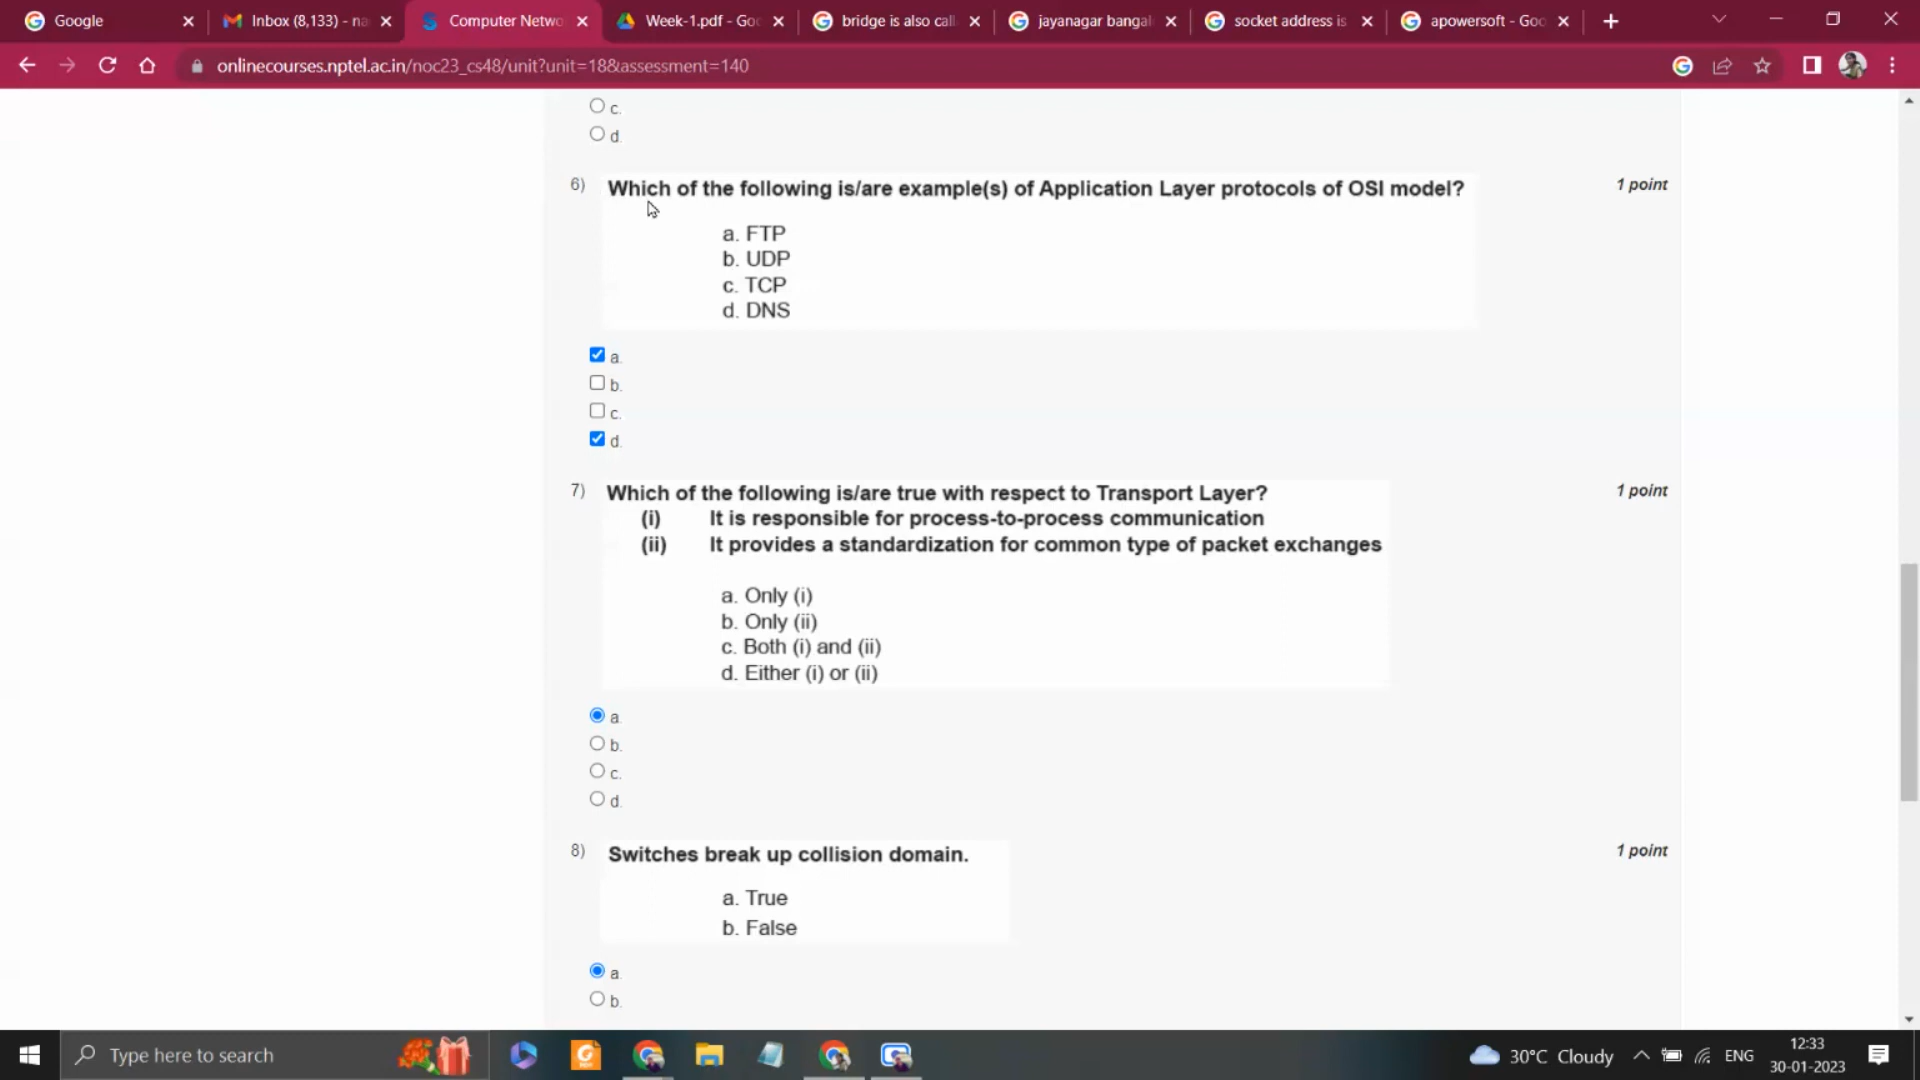 Google
Inbox (8,133) - na
Computer Netwo
Week-1.pdf - Goo
bridge is also call
jayanagar bangal
socket address is
apowersoft - Goo
onlinecourses.nptel.ac.in/noc23_cs48/unit?unit=18&assessment=140
c.
d.
6) Which of the following is/are example(s) of Application Layer protocols of OSI model? 1 point
a. FTP
b. UDP
c. TCP
d. DNS
a.
b.
c.
d.
7) Which of the following is/are true with respect to Transport Layer? 1 point
(i) It is responsible for process-to-process communication
(ii) It provides a standardization for common type of packet exchanges
a. Only (i)
b. Only (ii)
c. Both (i) and (ii)
d. Either (i) or (ii)
a.
b.
c.
d.
8) Switches break up collision domain. 1 point
a. True
b. False
a.
b.
Type here to search
30°C Cloudy
ENG
12:33
30-01-2023